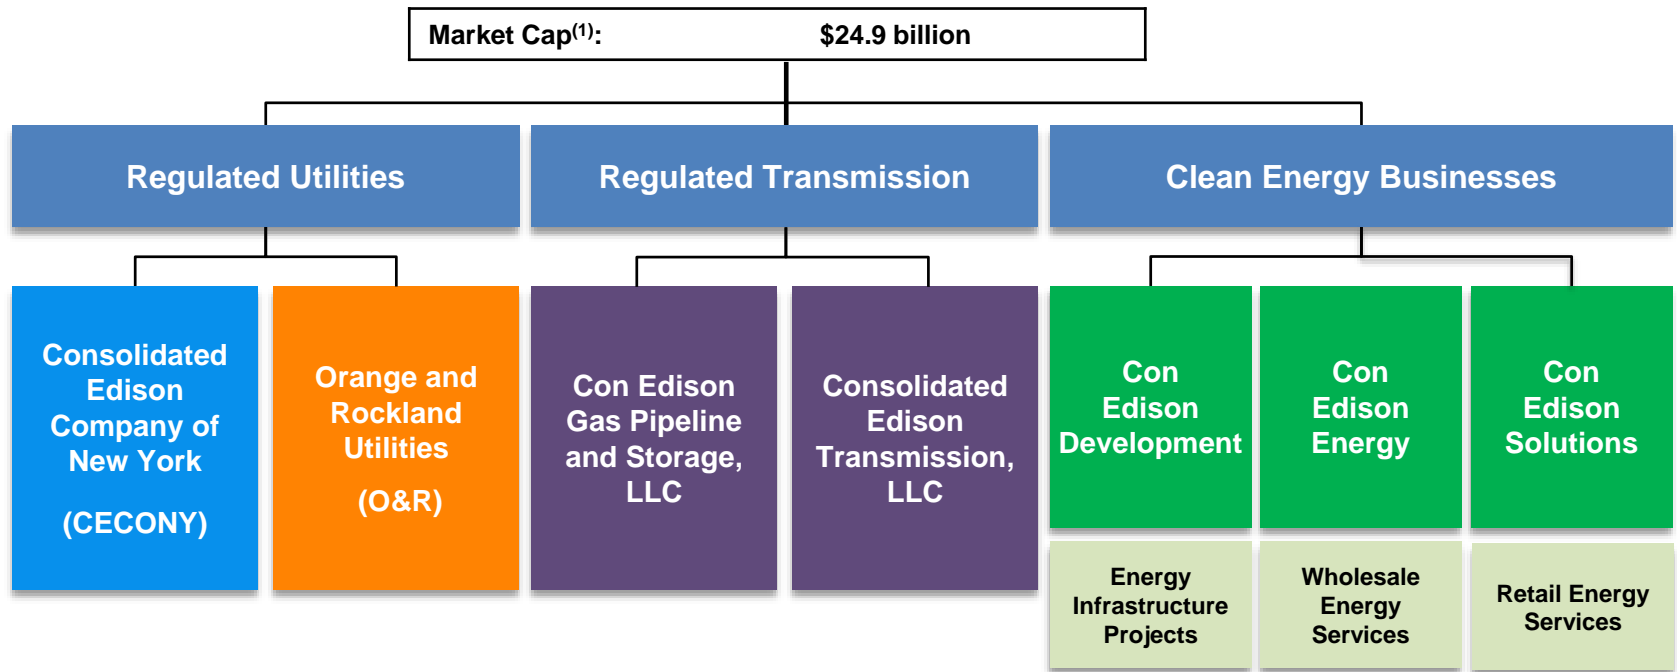 Market Cap(1): $24.9 billion
Regulated Utilities
Regulated Transmission
Clean Energy Businesses
Consolidated
Edison
Company of
New York
(CECONY)
Orange and
Rockland
Utilities
(O&R)
Con Edison
Gas Pipeline
and Storage,
LLC
Consolidated
Edison
Transmission,
LLC
Con
Edison
Development
Con
Edison
Energy
Con
Edison
Solutions
Energy
Infrastructure
Projects
Wholesale
Energy
Services
Retail Energy
Services